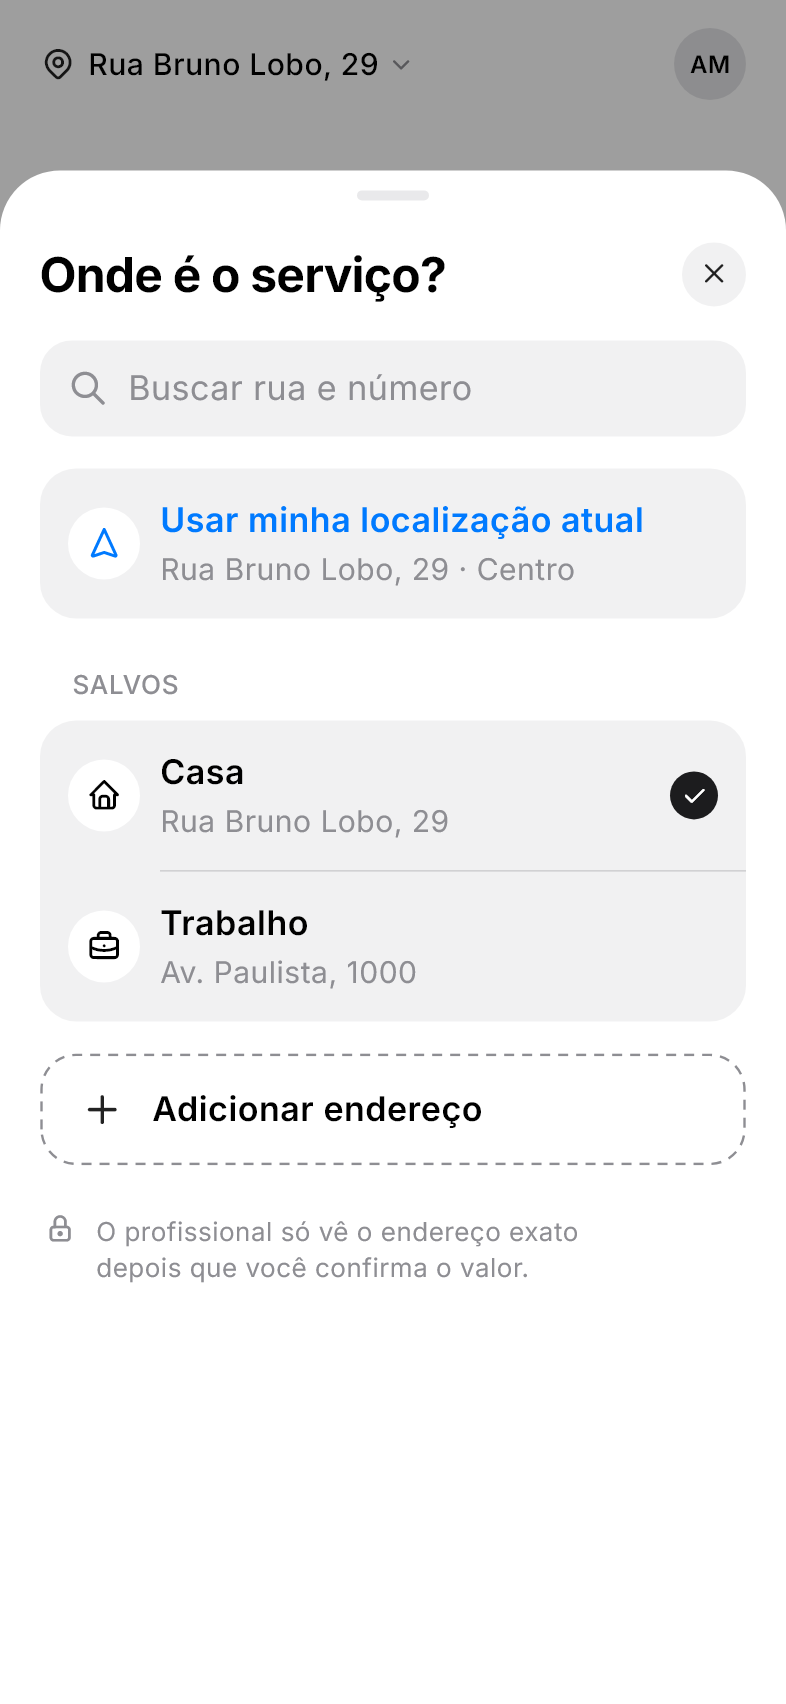 Rua Bruno Lobo, 29
AM
Onde é o serviço?
Buscar rua e número
Usar minha localização atual
Rua Bruno Lobo, 29 · Centro
SALVOS
Casa
Rua Bruno Lobo, 29
Trabalho
Av. Paulista, 1000
Adicionar endereço
O profissional só vê o endereço exato
depois que você confirma o valor.